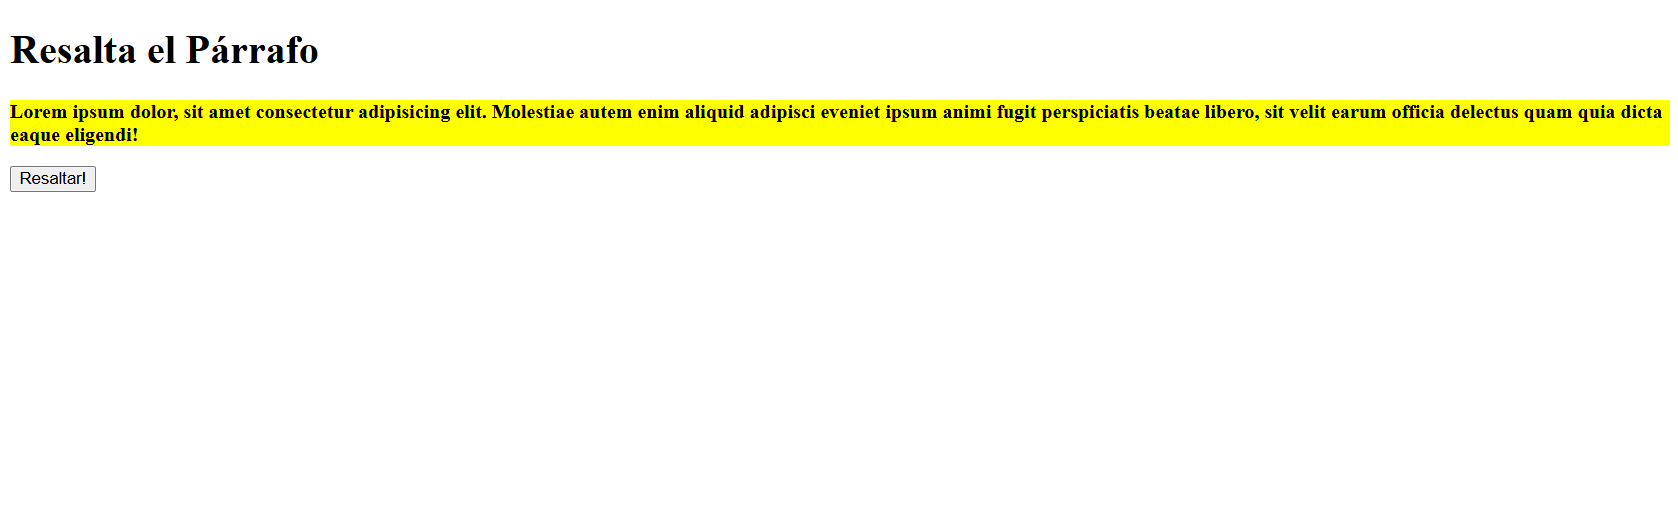 Resalta el Párrafo
Lorem ipsum dolor, sit amet consectetur adipisicing elit. Molestiae autem enim aliquid adipisci eveniet ipsum animi fugit perspiciatis beatae libero, sit velit earum officia delectus quam quia dicta
eaque eligendi!
Resaltar!